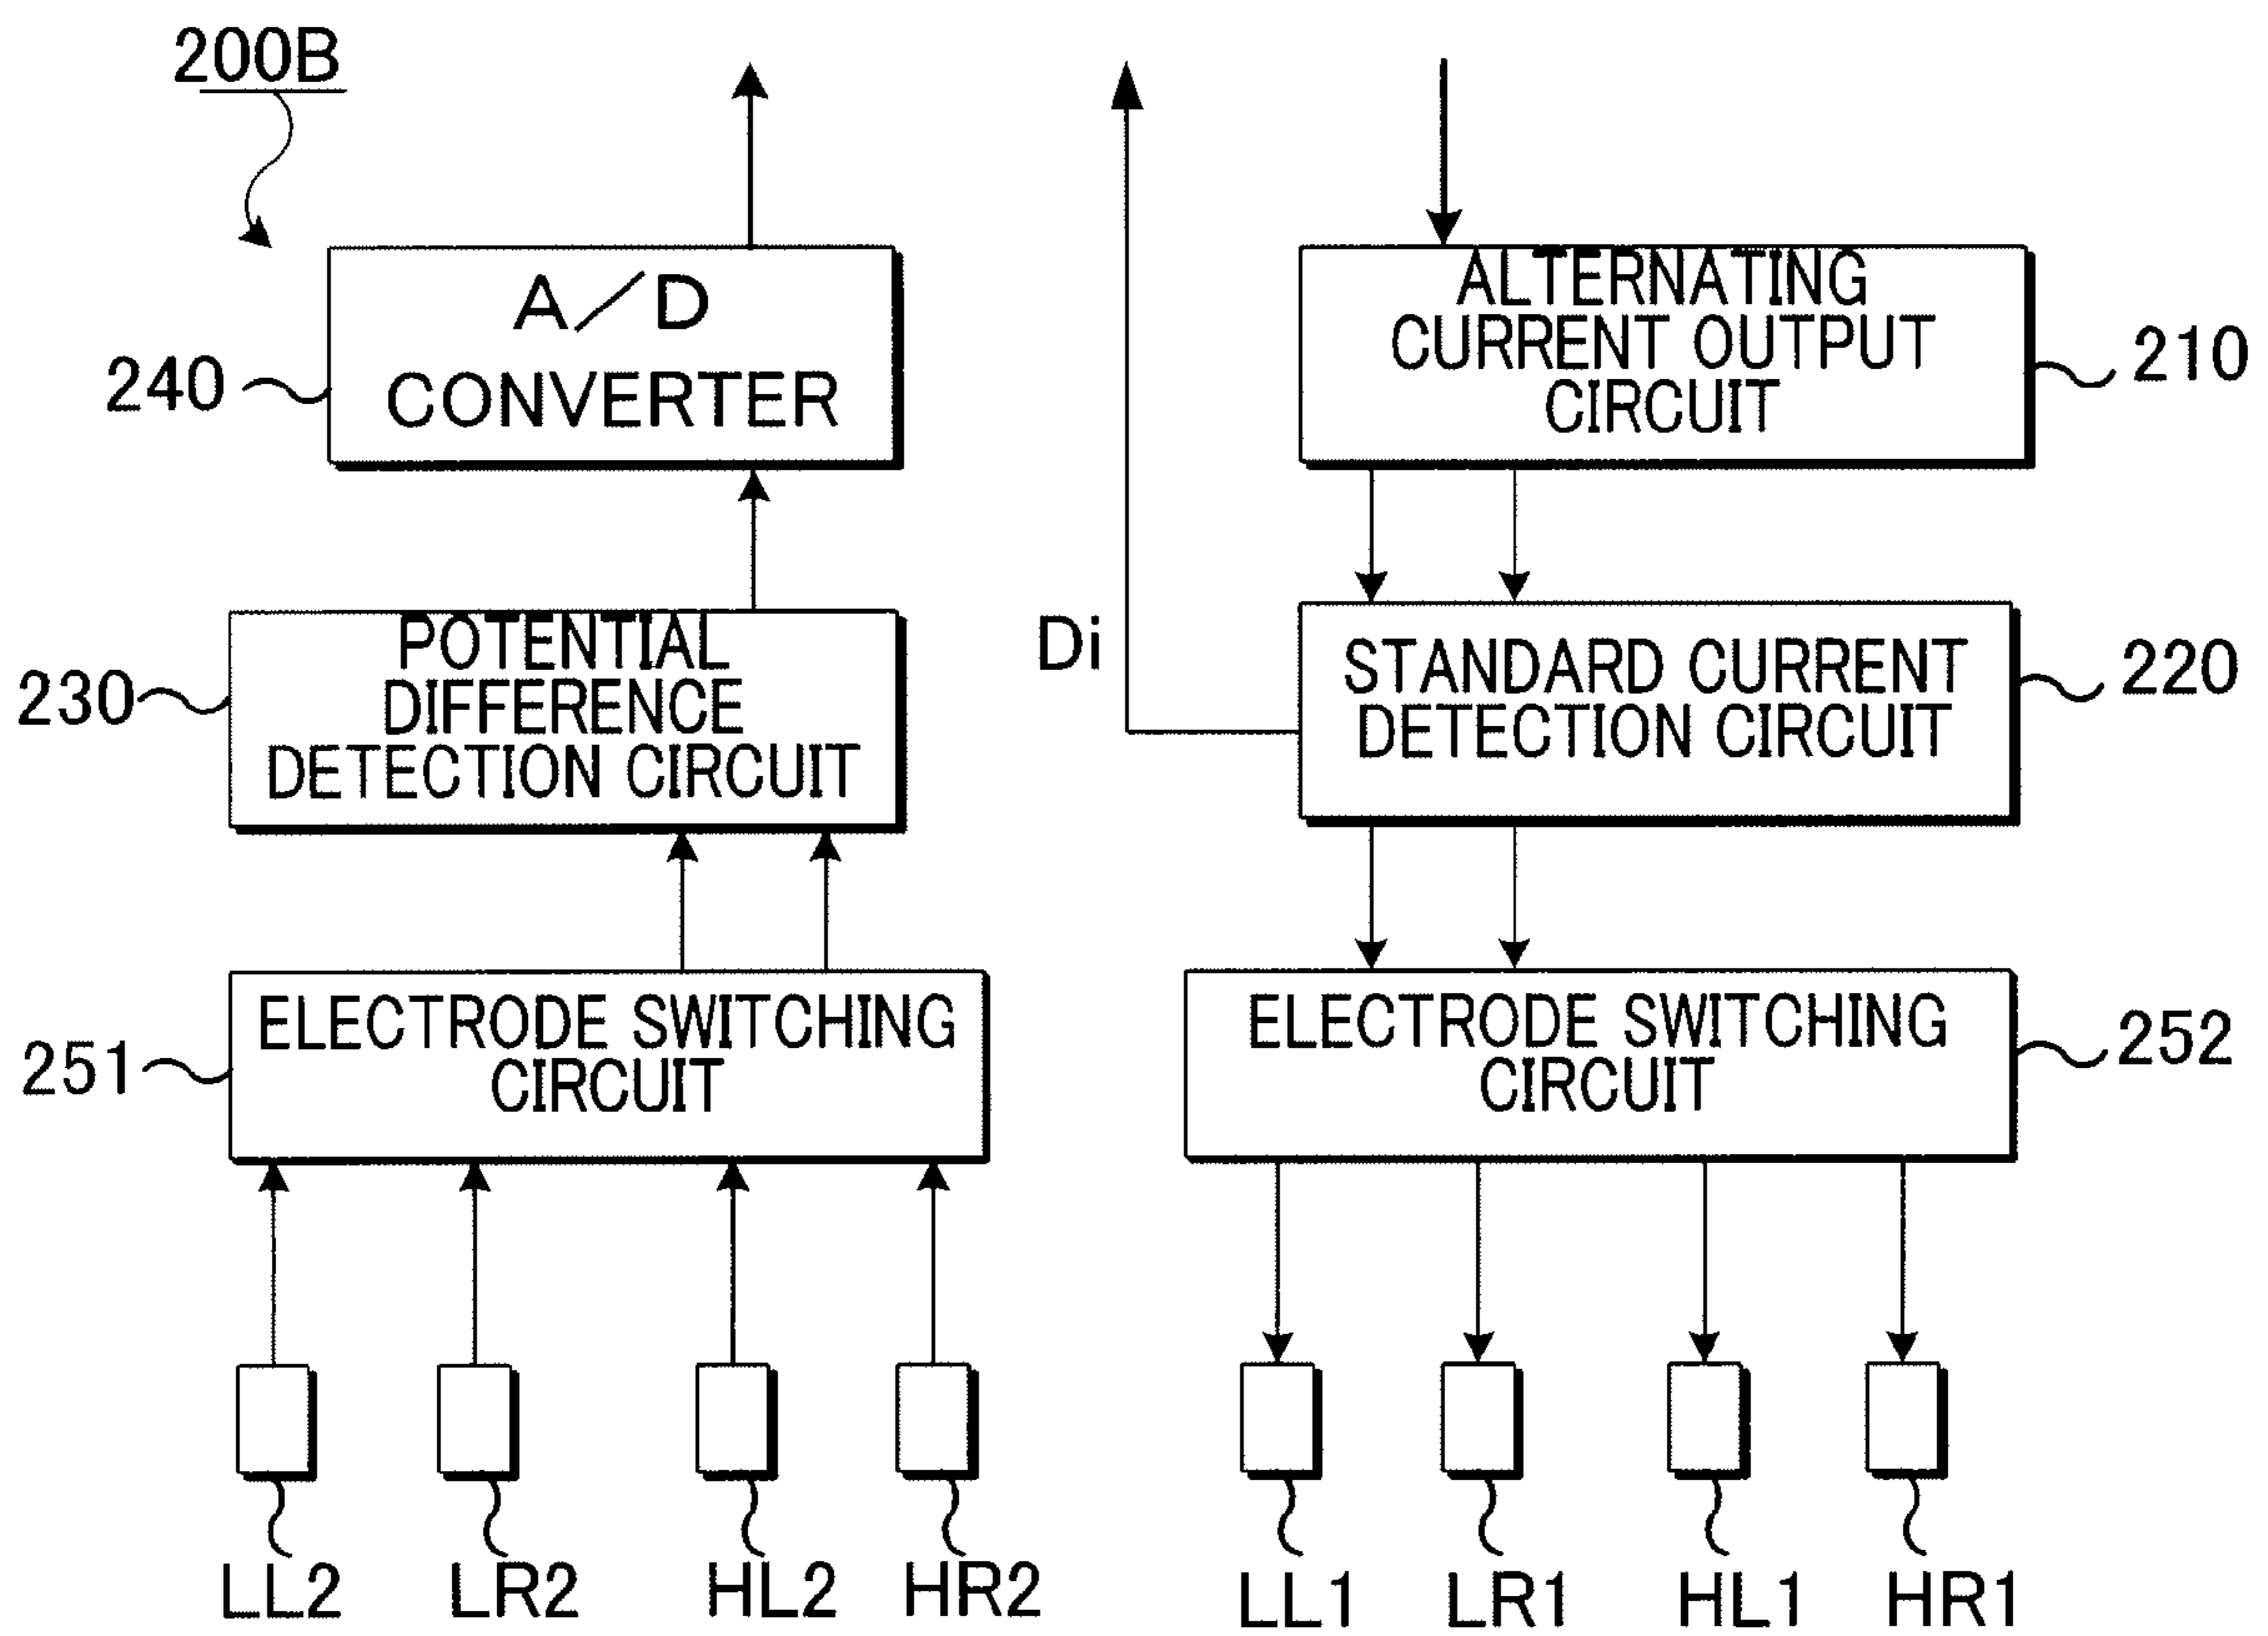 200B
A/D
CONVERTER
240
ALTERNATING
CURRENT OUTPUT
CIRCUIT
210
POTENTIAL
DIFFERENCE
DETECTION CIRCUIT
230
Di
STANDARD CURRENT
DETECTION CIRCUIT
220
ELECTRODE SWITCHING
CIRCUIT
251
ELECTRODE SWITCHING
CIRCUIT
252
LL2
LR2
HL2
HR2
LL1
LR1
HL1
HR1